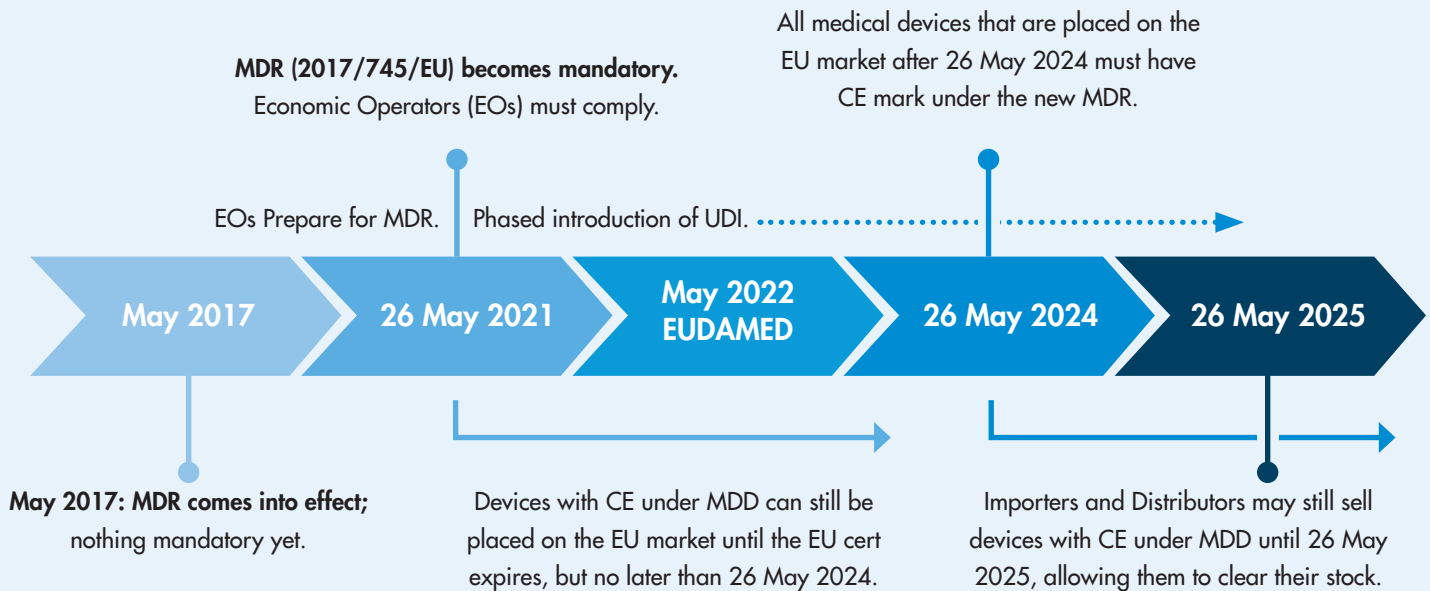 MDR (2017/745/EU) becomes mandatory.
Economic Operators (EOs) must comply.
All medical devices that are placed on the
EU market after 26 May 2024 must have
CE mark under the new MDR.
EOs Prepare for MDR.
Phased introduction of UDI.
May 2017
26 May 2021
May 2022
EUDAMED
26 May 2024
26 May 2025
May 2017: MDR comes into effect;
nothing mandatory yet.
Devices with CE under MDD can still be
placed on the EU market until the EU cert
expires, but no later than 26 May 2024.
Importers and Distributors may still sell
devices with CE under MDD until 26 May
2025, allowing them to clear their stock.